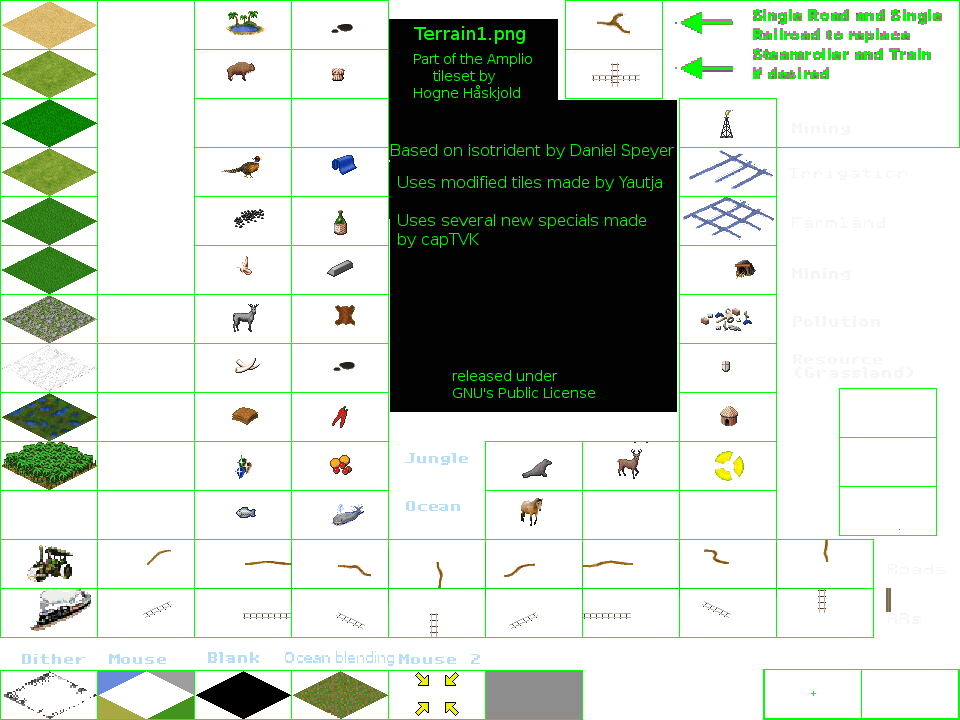 Terrain1.png
Part of the Amplio
tileset by
Hogne Håskjold
Single Road and Single
Railroad to replace
Steamroller and Train
if desired
Based on isotrident by Daniel Speyer
Uses modified tiles made by Yautja
Uses several new specials made
by capTVK
released under
GNU's Public License
Mining
Irrigation
Farmland
Mining
Pollution
Resource
(Grassland)
Jungle
Ocean
Roads
RRs
Dither
Mouse
Blank
Ocean blending
Mouse 2